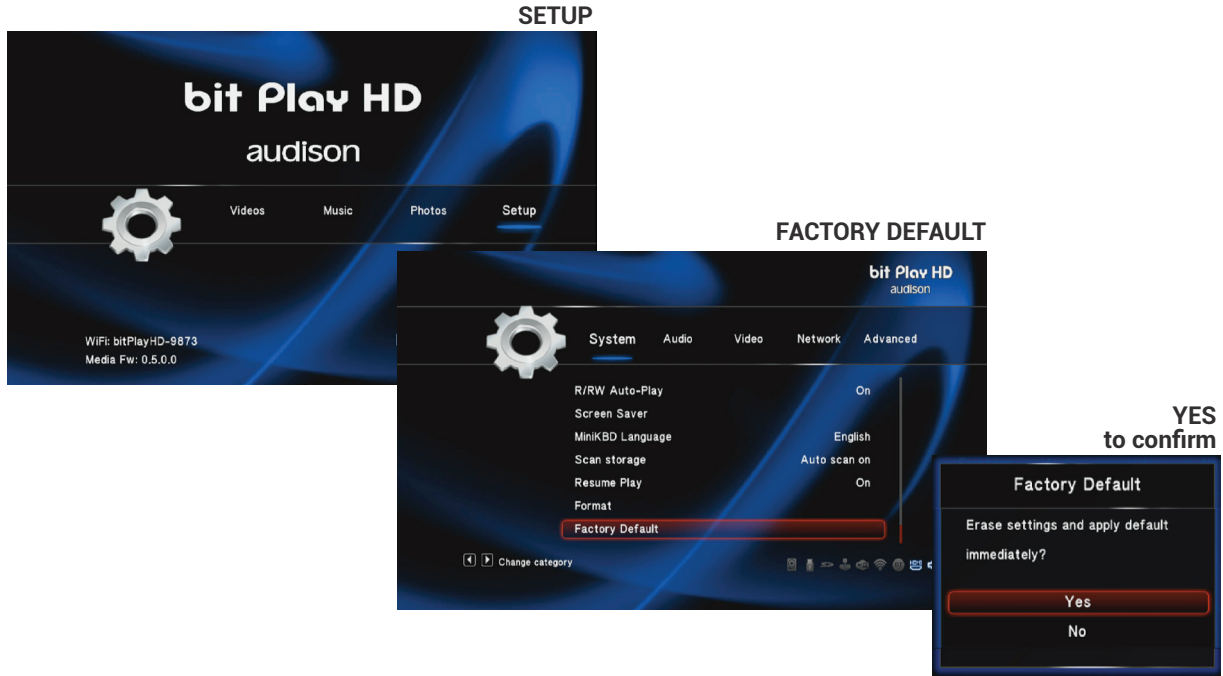 SETUP
bit Play HD
audison
Videos Music Photos Setup
WiFi: bitPlayHD-9873
Media Fw: 0.5.0.0
FACTORY DEFAULT
bit Play HD
audison
System Audio Video Network Advanced
R/RW Auto-Play On
Screen Saver
MiniKBD Language English
Scan storage Auto scan on
Resume Play On
Format
Factory Default
Change category
YES
to confirm
Factory Default
Erase settings and apply default
immediately?
Yes
No